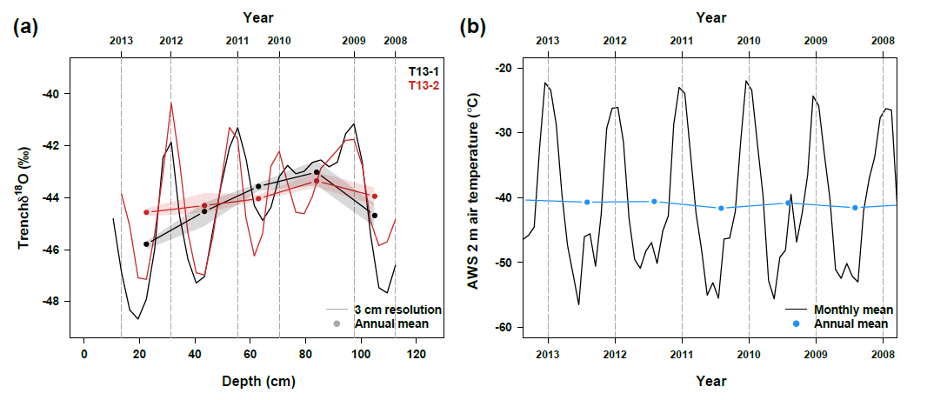 (a)
Year
2013 2012 2011 2010 2009 2008
T13-1
T13-2
-40
-42
-44
-46
-48
Trenchδ18O (‰)
3 cm resolution
Annual mean
0 20 40 60 80 100 120
Depth (cm)
(b)
Year
2013 2012 2011 2010 2009 2008
-20
-30
-40
-50
-60
AWS 2 m air temperature (°C)
Monthly mean
Annual mean
2013 2012 2011 2010 2009 2008
Year